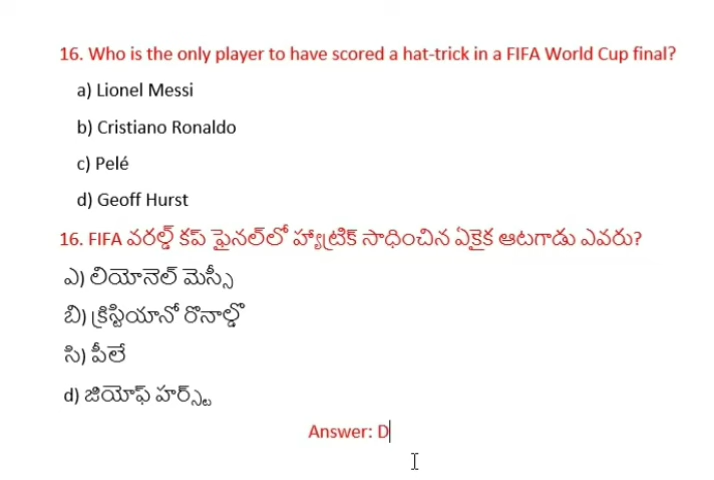 16. Who is the only player to have scored a hat-trick in a FIFA World Cup final?
a) Lionel Messi
b) Cristiano Ronaldo
c) Pelé
d) Geoff Hurst
16. FIFA వరల్డ్ కప్ ఫైనల్‌లో హ్యాట్రిక్ సాధించిన ఏకైక ఆటగాడు ఎవరు?
ఎ) లియోనెల్ మెస్సీ
బి) క్రిస్టియానో రొనాల్డో
సి) పీలే
d) జియోఫ్ హర్స్ట్
Answer: D